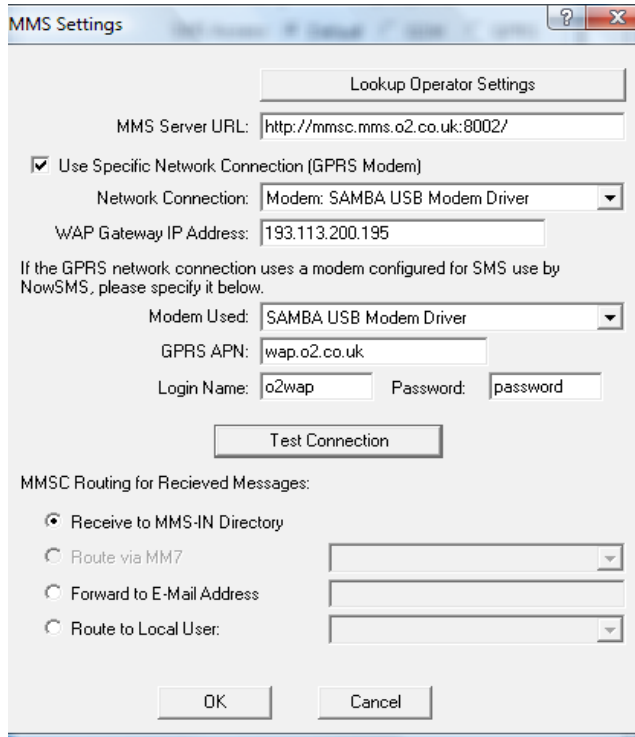 MMS Settings
Lookup Operator Settings
MMS Server URL: http://mmsc.mms.o2.co.uk:8002/
Use Specific Network Connection (GPRS Modem)
Network Connection: Modem: SAMBA USB Modem Driver
WAP Gateway IP Address: 193.113.200.195
If the GPRS network connection uses a modem configured for SMS use by
NowSMS, please specify it below.
Modem Used: SAMBA USB Modem Driver
GPRS APN: wap.o2.co.uk
Login Name: o2wap Password: password
Test Connection
MMSC Routing for Recieved Messages:
Receive to MMS-IN Directory
Route via MM7
Forward to E-Mail Address
Route to Local User:
OK Cancel